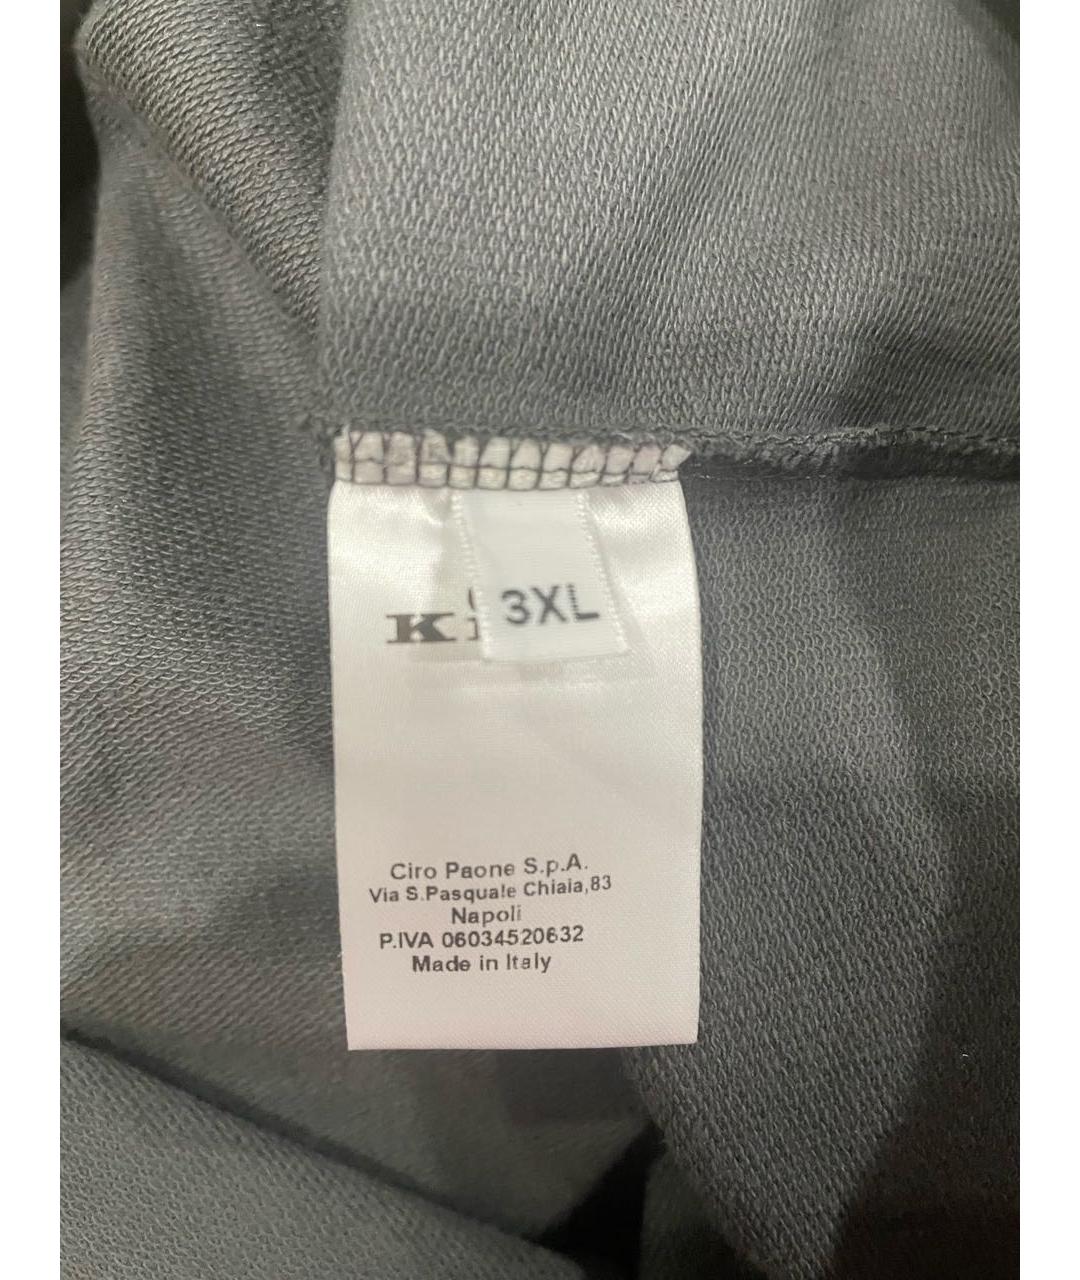 3XL
K
Ciro Paone S.p.A.
Via S.Pasquale Chiaia,83
Napoli
P.IVA 06034520632
Made in Italy